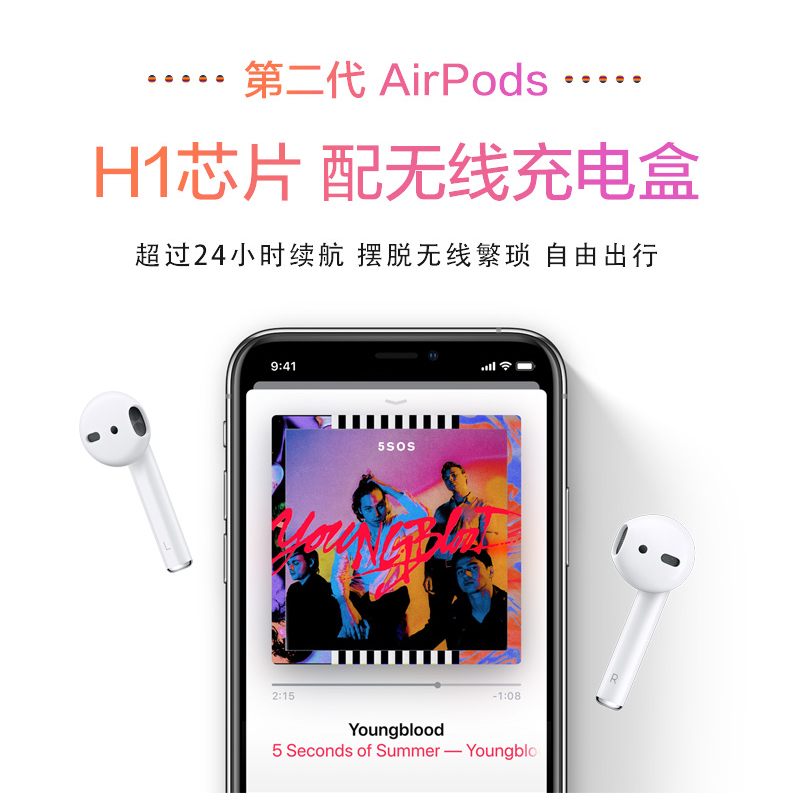 第二代 AirPods
H1芯片 配无线充电盒
超过24小时续航 摆脱无线繁琐 自由出行
9:41
5SOS
YOUNGBLOOD
L
R
2:15 -1:08
Youngblood
5 Seconds of Summer — Youngblo